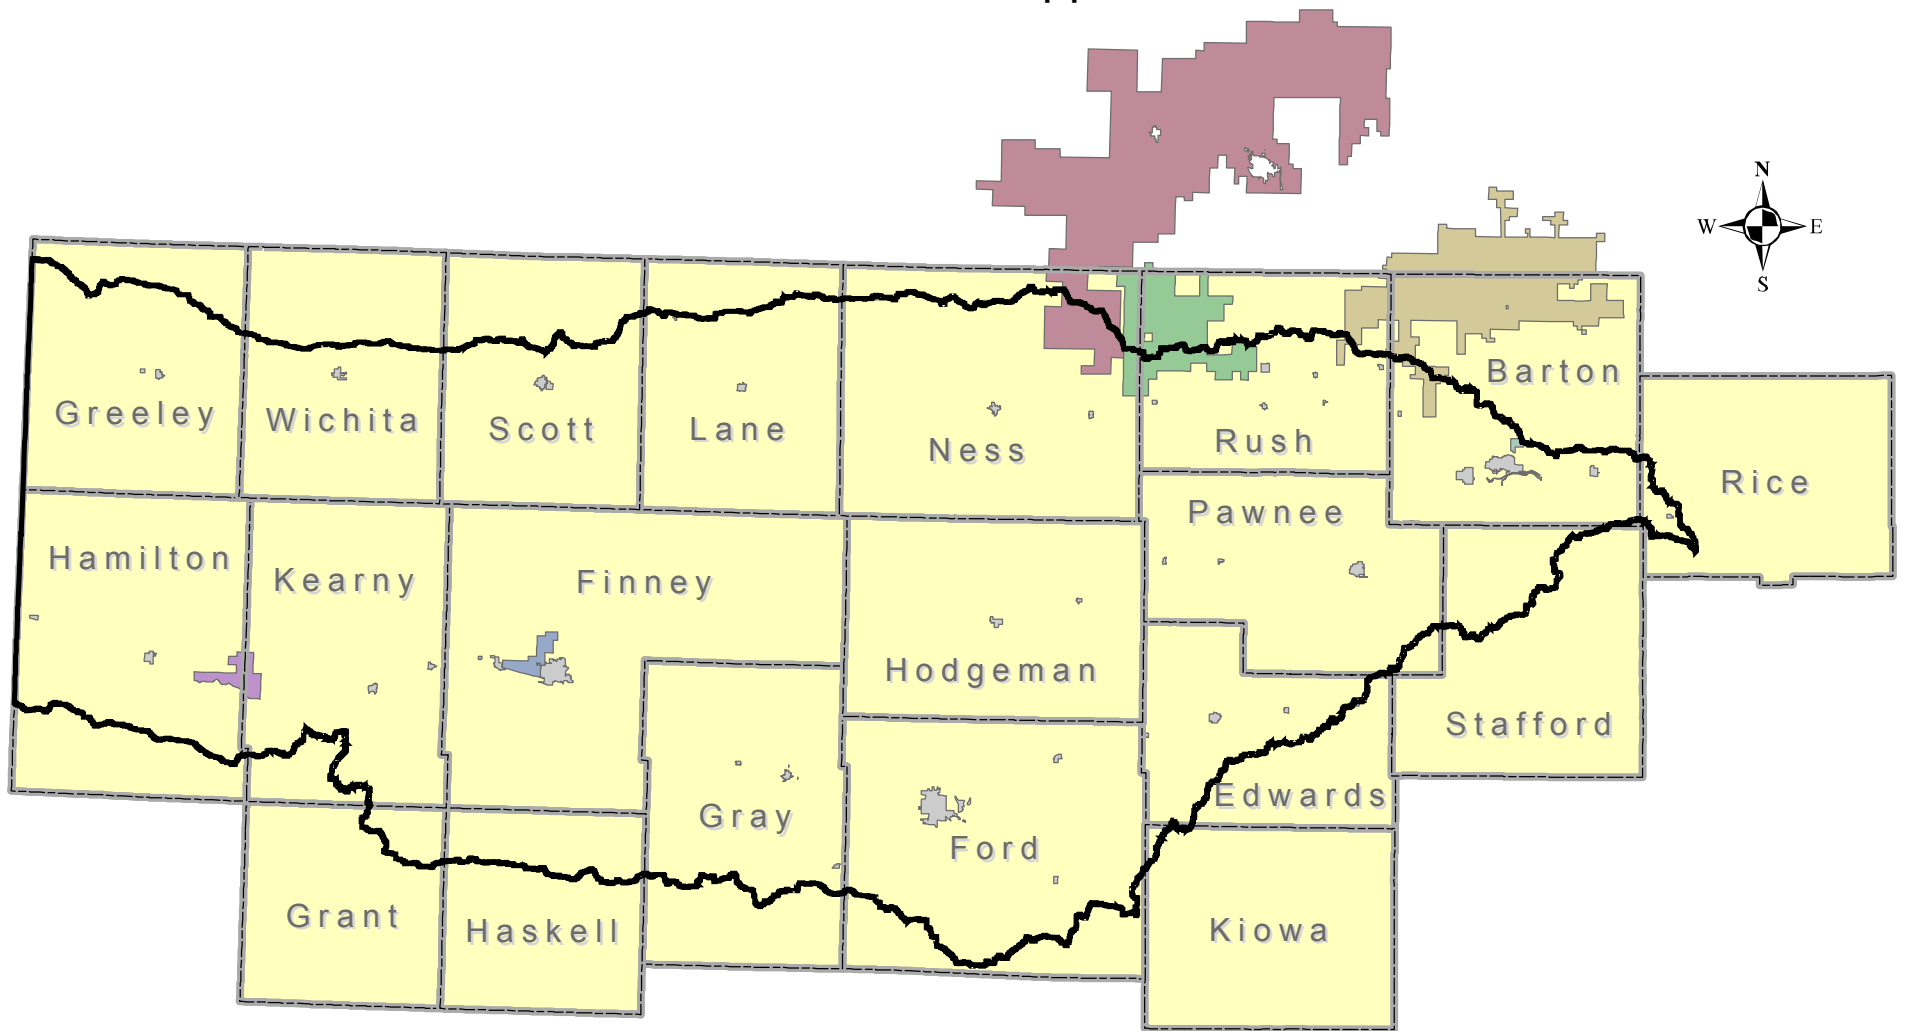 N
W E
S
Greeley
Wichita
Scott
Lane
Ness
Rush
Barton
Rice
Hamilton
Kearny
Finney
Hodgeman
Pawnee
Stafford
Gray
Ford
Edwards
Grant
Haskell
Kiowa